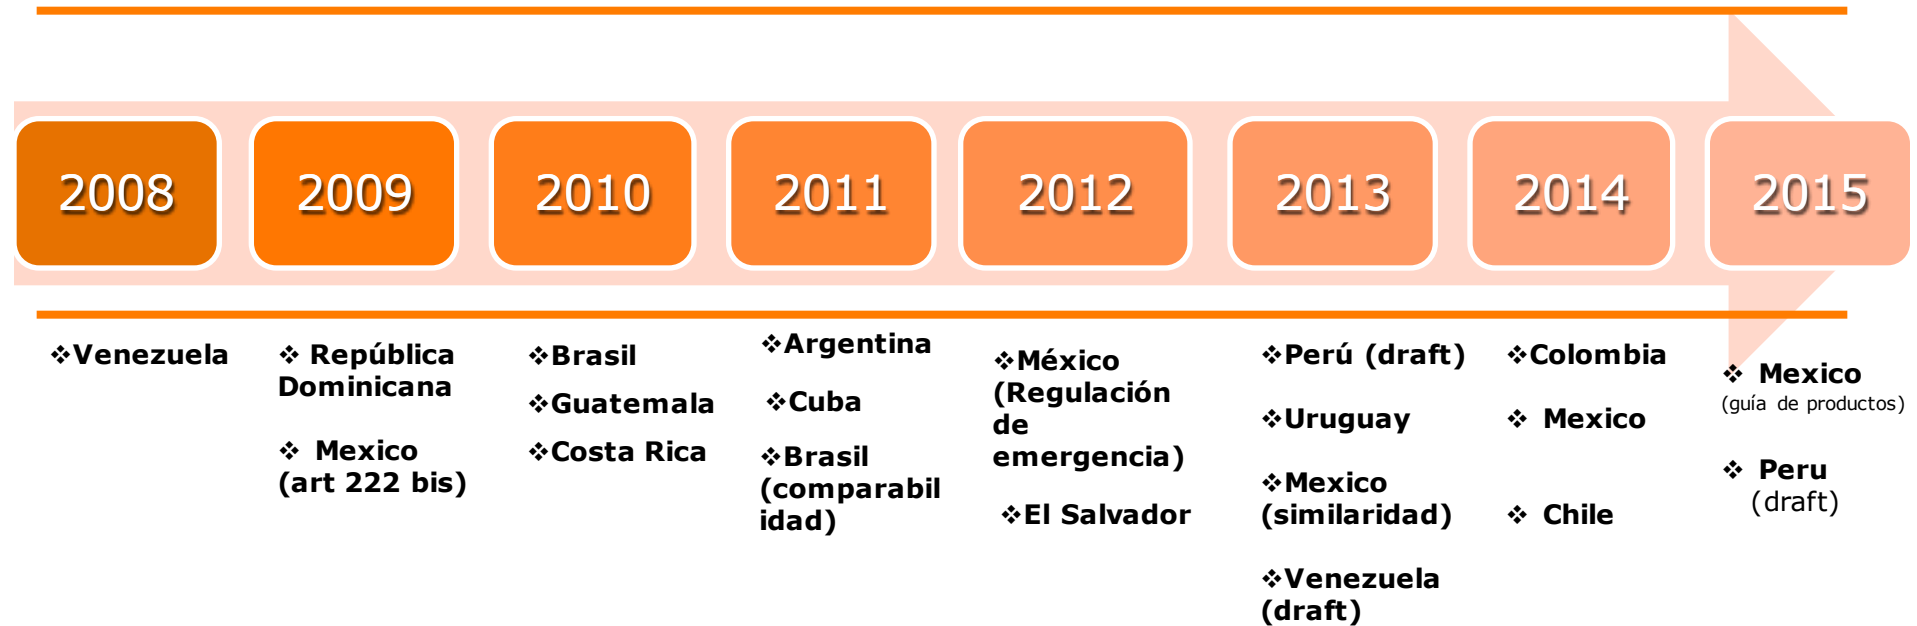 2008
2009
2010
2011
2012
2013
2014
2015
❖Venezuela
❖ República
Dominicana
❖ Mexico
(art 222 bis)
❖Brasil
❖Guatemala
❖Costa Rica
❖Argentina
❖Cuba
❖Brasil
(comparabil
idad)
❖México
(Regulación
de
emergencia)
❖El Salvador
❖Perú (draft)
❖Uruguay
❖Mexico
(similaridad)
❖Venezuela
(draft)
❖Colombia
❖ Mexico
❖ Chile
❖ Mexico
(guía de productos)
❖ Peru
(draft)